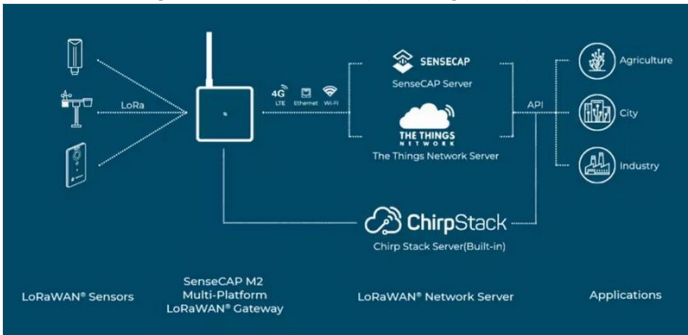 LoRa
4G
LTE
Ethernet
Wi-Fi
SENSECAP
SenseCAP Server
THE THINGS
NETWORK
The Things Network Server
API
Agriculture
City
Industry
ChirpStack
Chirp Stack Server(Built-in)
LoRaWAN® Sensors
SenseCAP M2
Multi-Platform
LoRaWAN® Gateway
LoRaWAN® Network Server
Applications